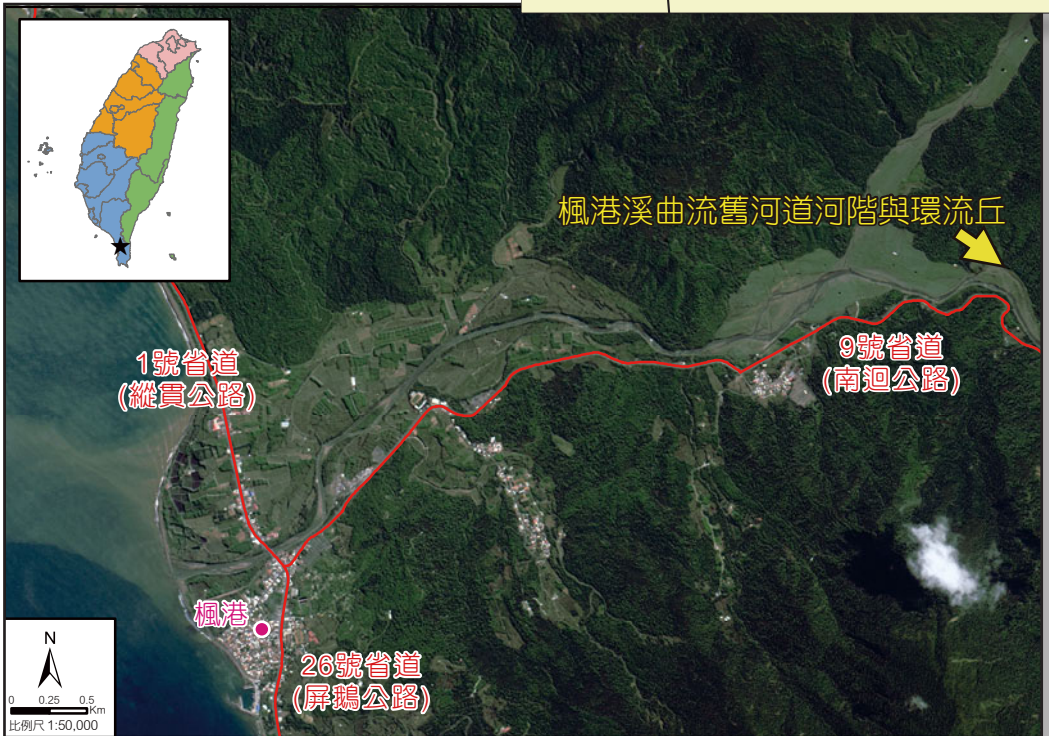 楓港溪曲流舊河道河階與環流丘
1號省道
(縱貫公路)
9號省道
(南迴公路)
楓港
26號省道
(屏鵝公路)
N
0 0.25 0.5
Km
比例尺 1:50,000